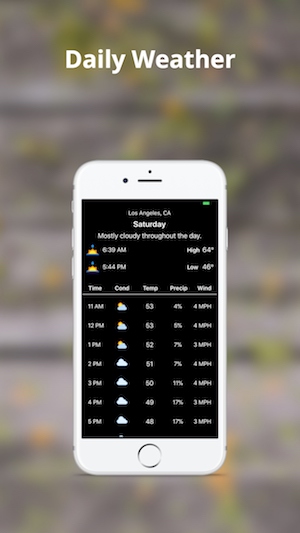 Daily Weather
Los Angeles, CA
Saturday
Mostly cloudy throughout the day.
6:39 AM High 64°
5:44 PM Low 46°
Time Cond Temp Precip Wind
11 AM 53 4% 4 MPH
12 PM 53 5% 4 MPH
1 PM 52 7% 3 MPH
2 PM 51 7% 4 MPH
3 PM 50 11% 4 MPH
4 PM 49 17% 3 MPH
5 PM 48 17% 3 MPH